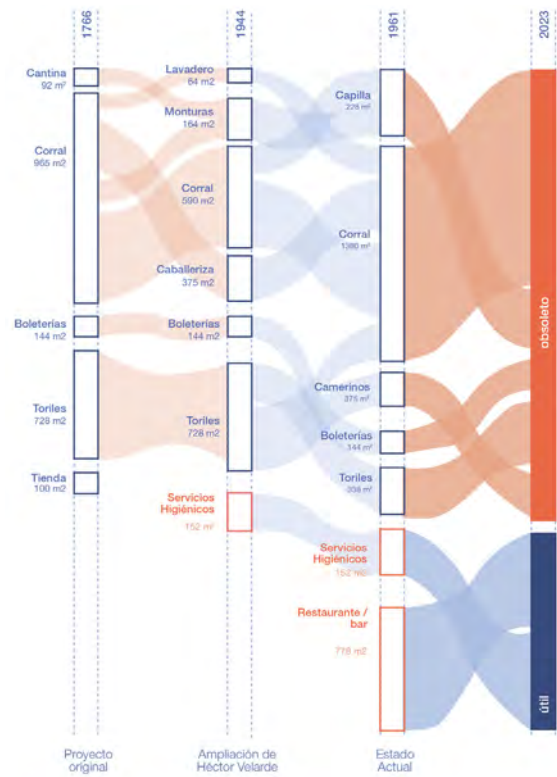 1766
1944
1961
2023
Cantina
92 m²
Corral
965 m2
Boleterías
144 m2
Toriles
728 m2
Tienda
100 m2
Lavadero
64 m2
Monturas
164 m2
Corral
590 m2
Caballeriza
375 m2
Boleterías
144 m2
Toriles
728 m2
Servicios
Higiénicos
152 m²
Capilla
m²
Corral
m²
Camerinos
375 m²
Boleterías
144 m²
Toriles
m²
Servicios
Higiénicos
152 m²
Restaurante /
bar
m2
obsoleto
útil
Proyecto
original
Ampliación de
Héctor Velarde
Estado
Actual